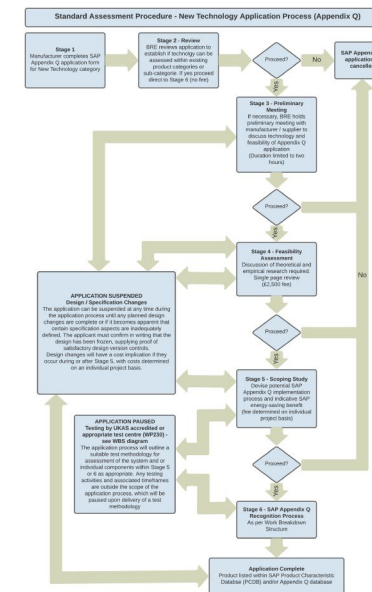 Standard Assessment Procedure - New Technology Application Process (Appendix Q)
Stage 1
Manufacturer completes SAP
Appendix Q application form
for New Technology category
Stage 2 - Review
BRE reviews application to
establish if technology can be
assessed within existing
product categories or
sub-categorie. If yes proceed
direct to Stage 6 (no fee)
Proceed?
No
SAP Appen
applicatio
cancelle
Yes
Stage 3 - Preliminary
Meeting
If necessary, BRE holds
preliminary meeting with
manufacturer / supplier to
discuss technology and
feasibility of Appendix Q
application
(Duration limited to two
hours)
Proceed?
Yes
No
Stage 4 - Feasibility
Assessment
Discussion of theoretical and
empirical research required.
Single page review
(£2,500 fee)
APPLICATION SUSPENDED
Design / Specification Changes
The application can be suspended at any time during
the application process until any planned design
changes are complete or if it becomes apparent that
certain specification aspects are inadequately
defined. The applicant must confirm in writing that the
design has been frozen, supplying proof of
satisfactory design version controls.
Design changes will have a cost implication if they
occur during or after Stage 5, with costs determined
on an individual project basis.
Proceed?
Yes
Stage 5 - Scoping Study
Devise potential SAP
Appendix Q implementation
process and indicative SAP
energy-saving benefit
(fee determined on individual
project basis)
APPLICATION PAUSED
Testing by UKAS accredited or
appropriate test centre (WP230) -
see WBS diagram
The application process will outline a
suitable test methodology for
assessment of the system and or
individual components within Stage 5
or 6 as appropriate. Any testing
activities and associated timeframes
are outside the scope of the
application process, which will be
paused upon delivery of a test
methodology
Proceed?
Yes
Stage 6 - SAP Appendix Q
Recognition Process
As per Work Breakdown
Structure
Application Complete
Product listed within SAP Product Characteristic
Databse (PCDB) and/or Appendix Q database